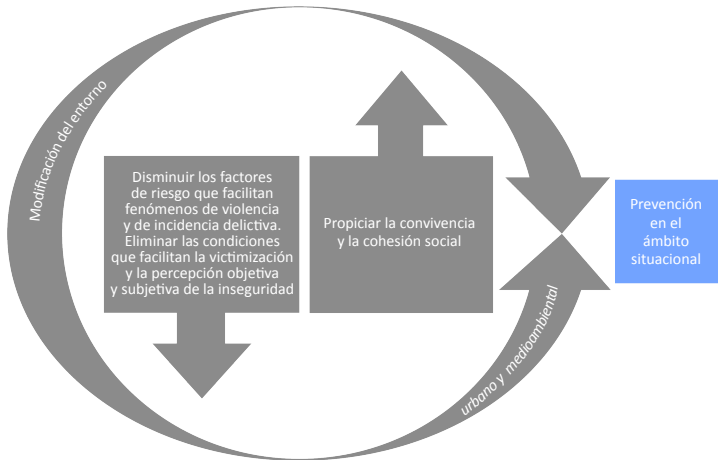 Modificación del entorno
Disminuir los factores
de riesgo que facilitan
fenómenos de violencia
y de incidencia delictiva.
Eliminar las condiciones
que facilitan la victimización
y la percepción objetiva
y subjetiva de la inseguridad
Propiciar la convivencia
y la cohesión social
Prevención
en el
ámbito
situacional
urbano y medioambiental